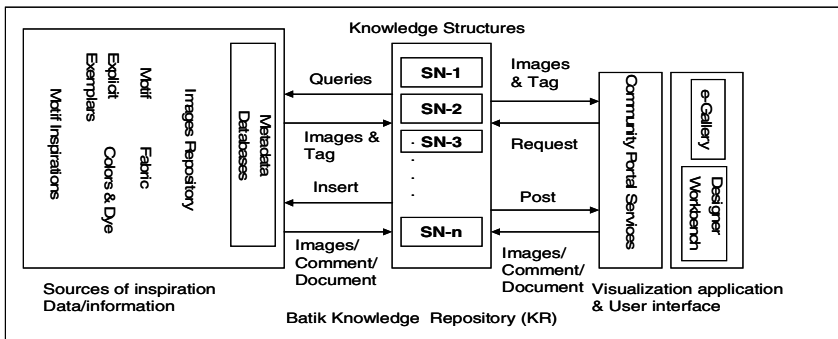 Knowledge Structures
Motif Inspirations
Explicit
Exemplars
Colors & Dye
Motif
Fabric
Images Repository
Metadata
Databases
Queries
Images &
Tag
Insert
Images/
Comment/
Document
SN-1
SN-2
SN-3
SN-n
Images
& Tag
Request
Post
Images/
Comment/
Document
Community Portal Services
e-Gallery
Designer
Workbench
Sources of inspiration
Data/information
Visualization application
& User interface
Batik Knowledge Repository (KR)